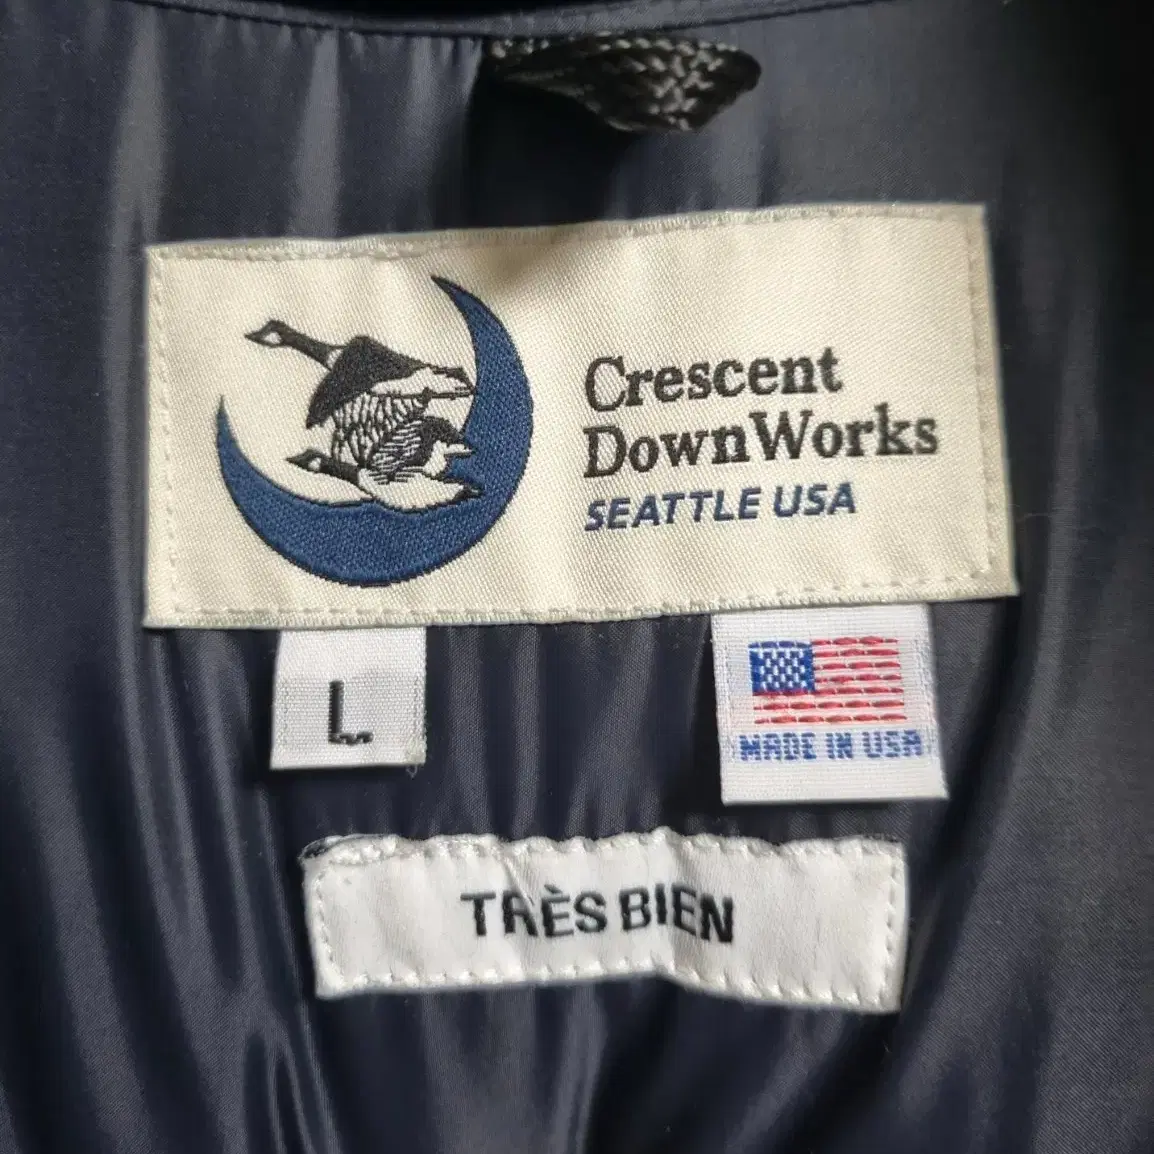 Crescent
DownWorks
SEATTLE USA
L
MADE IN USA
TRÈS BIEN